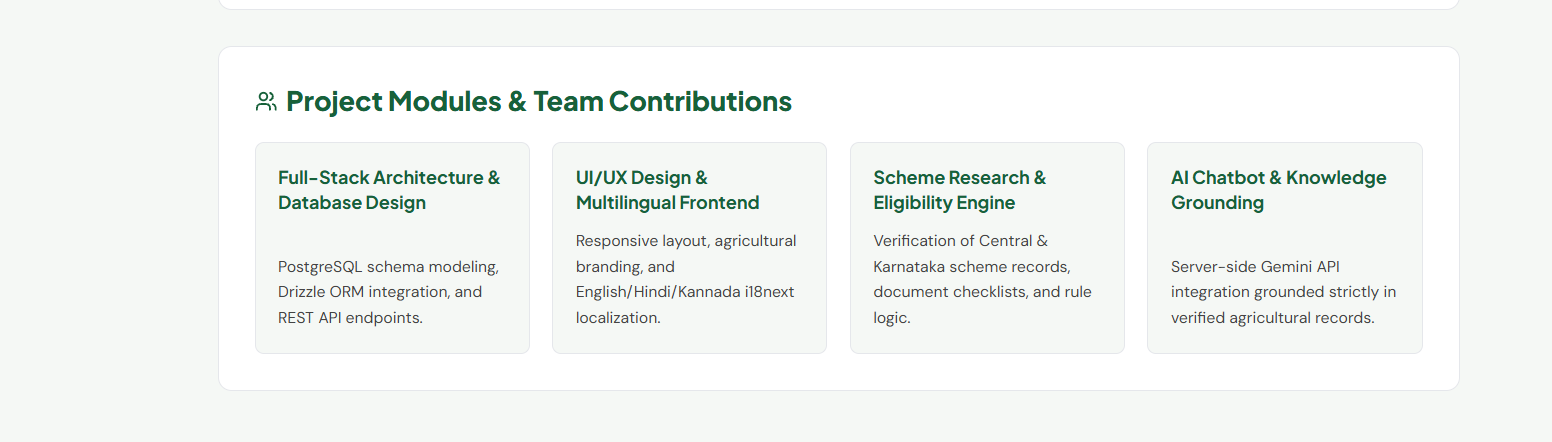 Project Modules & Team Contributions
Full-Stack Architecture &
Database Design
PostgreSQL schema modeling,
Drizzle ORM integration, and
REST API endpoints.
UI/UX Design &
Multilingual Frontend
Responsive layout, agricultural
branding, and
English/Hindi/Kannada i18next
localization.
Scheme Research &
Eligibility Engine
Verification of Central &
Karnataka scheme records,
document checklists, and rule
logic.
AI Chatbot & Knowledge
Grounding
Server-side Gemini API
integration grounded strictly in
verified agricultural records.